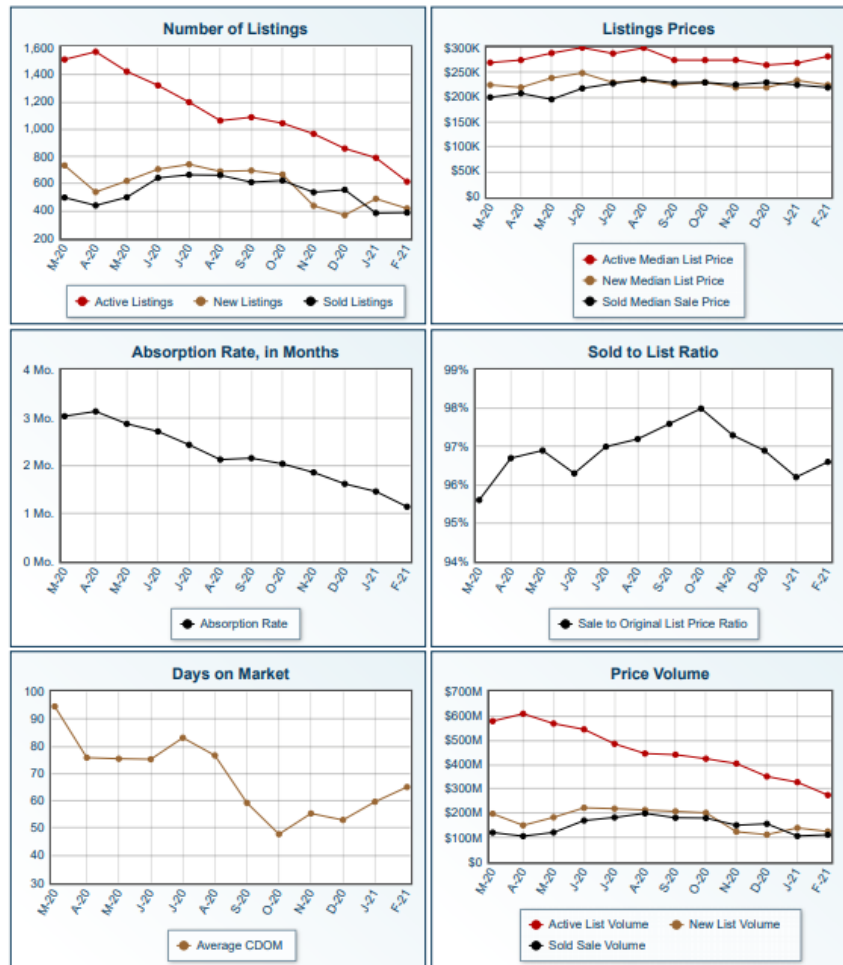 Number of Listings
1,600
1,400
1,200
1,000
800
600
400
200
M-20 A-20 M-20 J-20 J-20 A-20 S-20 O-20 N-20 D-20 J-21 F-21
Active Listings New Listings Sold Listings
Listings Prices
$300K
$250K
$200K
$150K
$100K
$50K
$0
M-20 A-20 M-20 J-20 J-20 A-20 S-20 O-20 N-20 D-20 J-21 F-21
Active Median List Price
New Median List Price
Sold Median Sale Price
Absorption Rate, in Months
4 Mo.
3 Mo.
2 Mo.
1 Mo.
0 Mo.
M-20 A-20 M-20 J-20 J-20 A-20 S-20 O-20 N-20 D-20 J-21 F-21
Absorption Rate
Sold to List Ratio
99%
98%
97%
96%
95%
94%
M-20 A-20 M-20 J-20 J-20 A-20 S-20 O-20 N-20 D-20 J-21 F-21
Sale to Original List Price Ratio
Days on Market
100
90
80
70
60
50
40
30
M-20 A-20 M-20 J-20 J-20 A-20 S-20 O-20 N-20 D-20 J-21 F-21
Average CDOM
Price Volume
$700M
$600M
$500M
$400M
$300M
$200M
$100M
$0
M-20 A-20 M-20 J-20 J-20 A-20 S-20 O-20 N-20 D-20 J-21 F-21
Active List Volume New List Volume
Sold Sale Volume